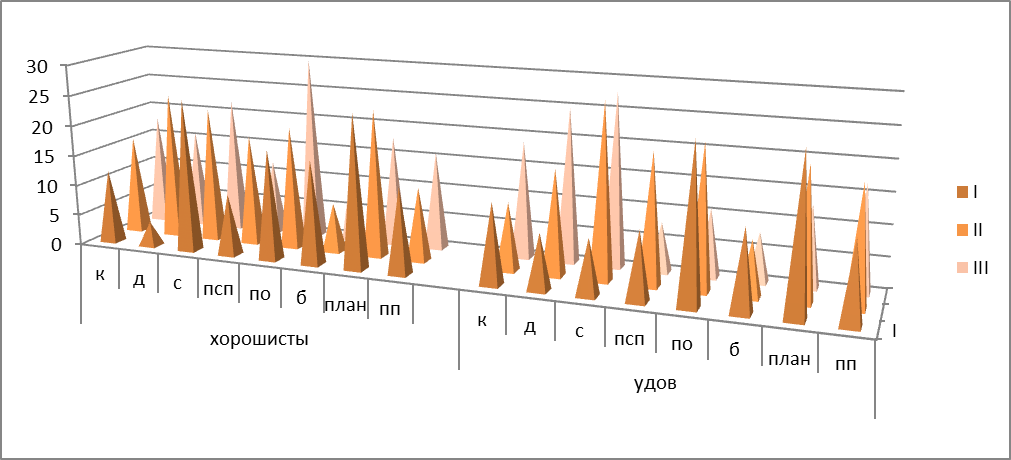 30
25
20
15
10
5
0
к д с псп по б план пп
хорошисты
к д с псп по б план пп
удов
I
I
II
III